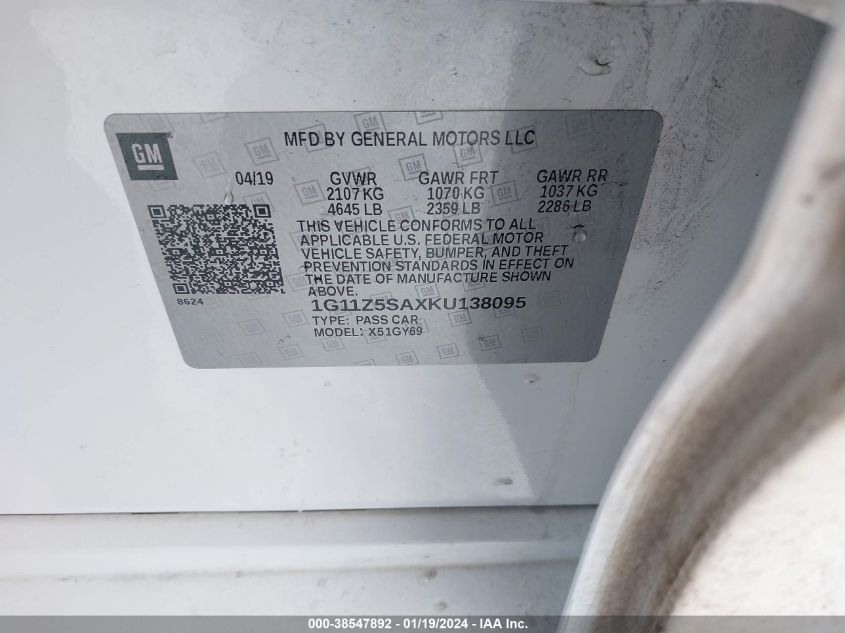 GM
MFD BY GENERAL MOTORS LLC
04/19 GVWR GAWR FRT GAWR RR
2107 KG 1070 KG 1037 KG
4645 LB 2359 LB 2286 LB
THIS VEHICLE CONFORMS TO ALL
APPLICABLE U.S. FEDERAL MOTOR
VEHICLE SAFETY, BUMPER, AND THEFT
PREVENTION STANDARDS IN EFFECT ON
THE DATE OF MANUFACTURE SHOWN
ABOVE.
8624
1G11Z5SAXKU138095
TYPE: PASS CAR
MODEL: X51GY69
000-38547892 - 01/19/2024 - IAA Inc.